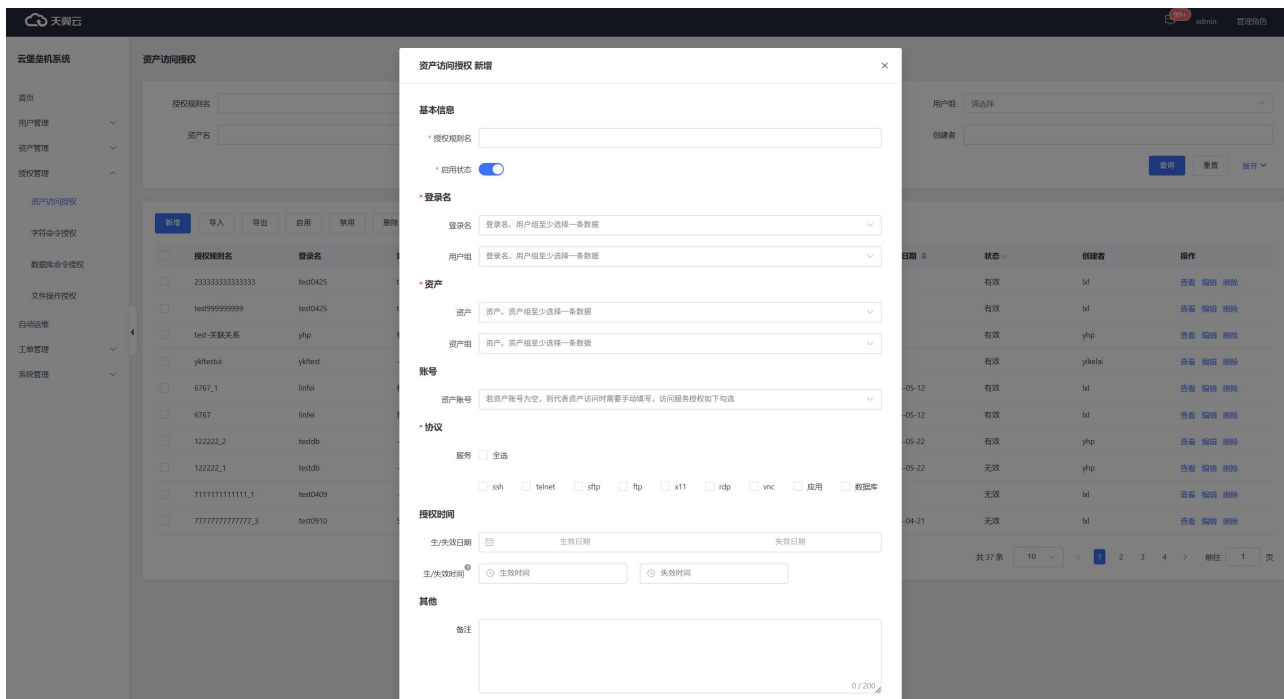 天翼云
99+ admin 管理角色
云堡垒机系统
首页
用户管理
资产管理
授权管理
资产访问授权
字符命令授权
数据库命令授权
文件操作授权
自动运维
工单管理
系统管理
资产访问授权
授权规则名
资产名
用户组 请选择
创建者
查询 重置 展开
新增 导入 导出 启用 禁用 删除
授权规则名 登录名 日期 状态 创建者 操作
23333333333333 test0425 有效 lxl 查看 编辑 删除
test999999999 test0425 有效 lxl 查看 编辑 删除
test-关联关系 yhp 有效 yhp 查看 编辑 删除
ykltestui ykltest 有效 yikelai 查看 编辑 删除
6767_1 linfei -05-12 有效 lxl 查看 编辑 删除
6767 linfei -05-12 有效 lxl 查看 编辑 删除
122222_2 testdb -05-22 有效 yhp 查看 编辑 删除
122222_1 testdb -05-22 无效 yhp 查看 编辑 删除
1111111111111_1 test0409 无效 lxl 查看 编辑 删除
77777777777777_3 test0910 -04-21 无效 lxl 查看 编辑 删除
共 37 条 10 1 2 3 4 前往 1 页
资产访问授权 新增
基本信息
* 授权规则名
* 启用状态
* 登录名
登录名 登录名、用户组至少选择一条数据
用户组 登录名、用户组至少选择一条数据
* 资产
资产 资产、资产组至少选择一条数据
资产组 资产、资产组至少选择一条数据
账号
资产账号 若资产账号为空，则代表资产访问时需要手动填写，访问服务授权如下勾选
* 协议
服务 全选
ssh telnet sftp ftp x11 rdp vnc 应用 数据库
授权时间
生/失效日期 生效日期 失效日期
生/失效时间 生效时间 失效时间
其他
备注
0 / 200